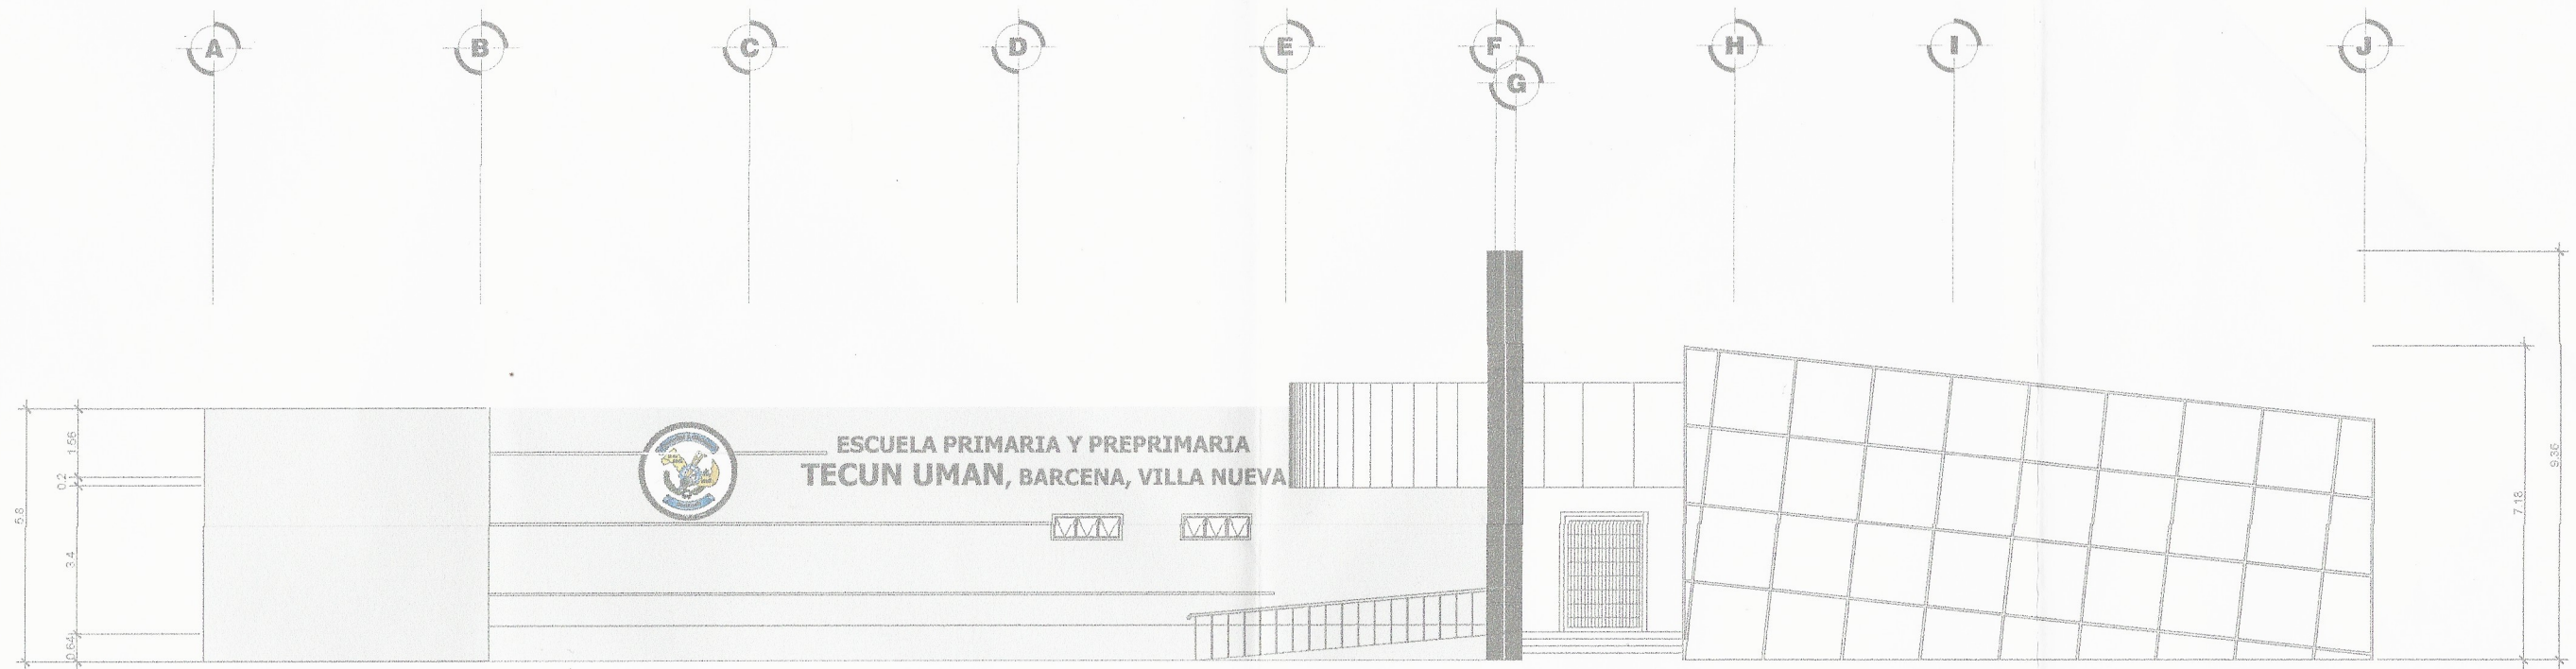 A
B
C
D
E
F
G
H
I
J
ESCUELA PRIMARIA Y PREPRIMARIA
TECUN UMAN, BARCENA, VILLA NUEVA
5.8
1.56
0.2
3.4
0.64
7.18
9.36